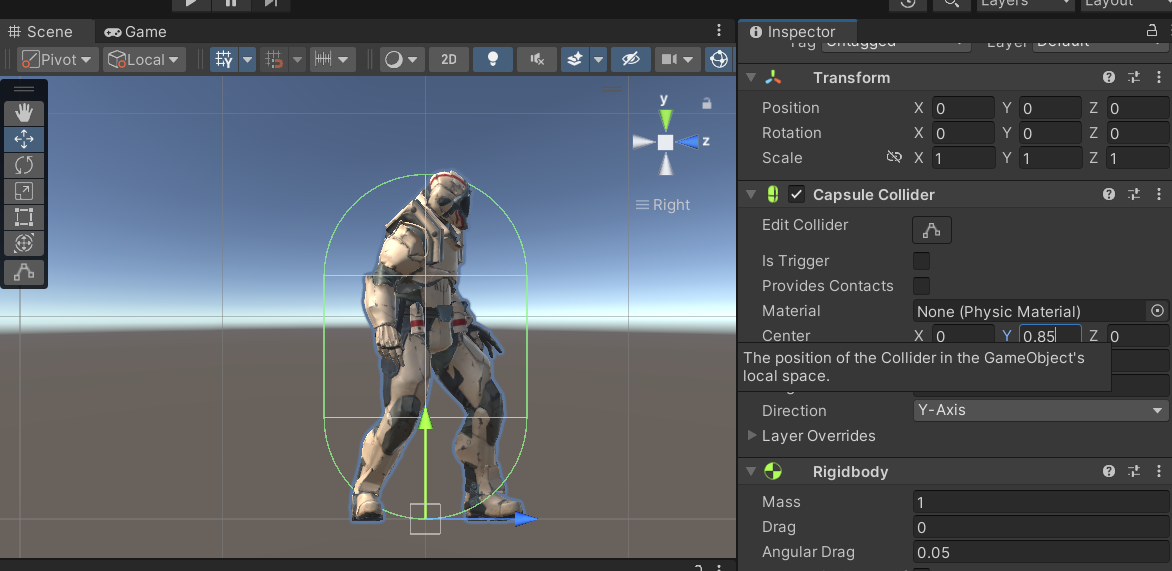 Layers
Layout
Scene
Game
Inspector
Tag Untagged
Layer Default
Pivot
Local
2D
Transform
Position X 0 Y 0 Z 0
Rotation X 0 Y 0 Z 0
Scale X 1 Y 1 Z 1
y
z
Right
Capsule Collider
Edit Collider
Is Trigger
Provides Contacts
Material None (Physic Material)
Center X 0 Y 0.85 Z 0
The position of the Collider in the GameObject's
local space.
Direction Y-Axis
Layer Overrides
Rigidbody
Mass 1
Drag 0
Angular Drag 0.05